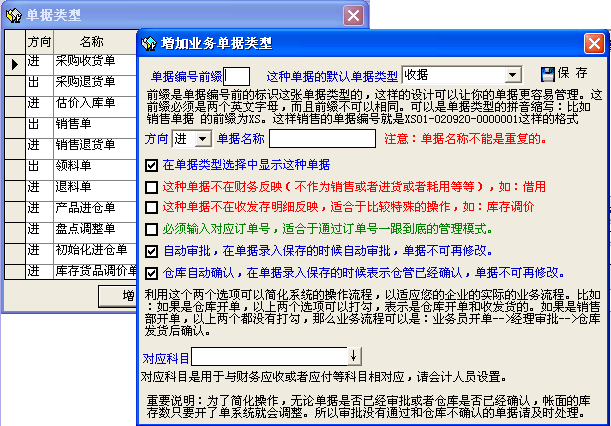 单据类型
方向 名称
进 采购收货单
出 采购退货单
进 估价入库单
出 销售单
进 销售退货单
出 领料单
进 退料单
进 产品进仓单
进 盘点调整单
进 初始化进仓单
进 库存货品调价单
增
增加业务单据类型
单据编号前缀 这种单的默认单据类型 收据 保 存
前缀是单据编号前的标识这张单据类型的，这样的设计可以让你的单据更容易管理。这
前缀必须是两个英文字母，而且前缀不可以相同。可以是单据类型的拼音缩写：比如
销售单据 的前缀为XS。这样销售的单据编号就是XS01-020920-0000001这样的格式
方向 进 单据名称 注意：单据名称不能是重复的。
在单据类型选择中显示这种单据
这种单据不在财务反映（不作为销售或者进货或者耗用等等），如：借用
这种单据不在收发存明细反映，适合于比较特殊的操作，如：库存调价
必须输入对应订单号，适合于通过订单号一跟到底的管理模式。
自动审批，在单据录入保存的时候自动审批，单据不可再修改。
仓库自动确认，在单据录入保存的时候表示仓管已经确认，单据不可再修改。
利用这个两个选项可以简化系统的操作流程，以适应您的企业的实际的业务流程。比如
：如果是仓库开单，以上两个选项可以打勾，表示是仓库开单和收发货的。如果是销售
部开单，以上两个都没有打勾，那么业务流程可以是：业务员开单-->经理审批-->仓库
发货后确认。
对应科目
对应科目是用于与财务应收或者应付等科目相对应，请会计人员设置。
重要说明：为了简化操作，无论单据是否已经审批或者仓库是否已经确认，帐面的库
存数只要开了单系统就会调整。所以审批没有通过和仓库不确认的单据请及时处理。